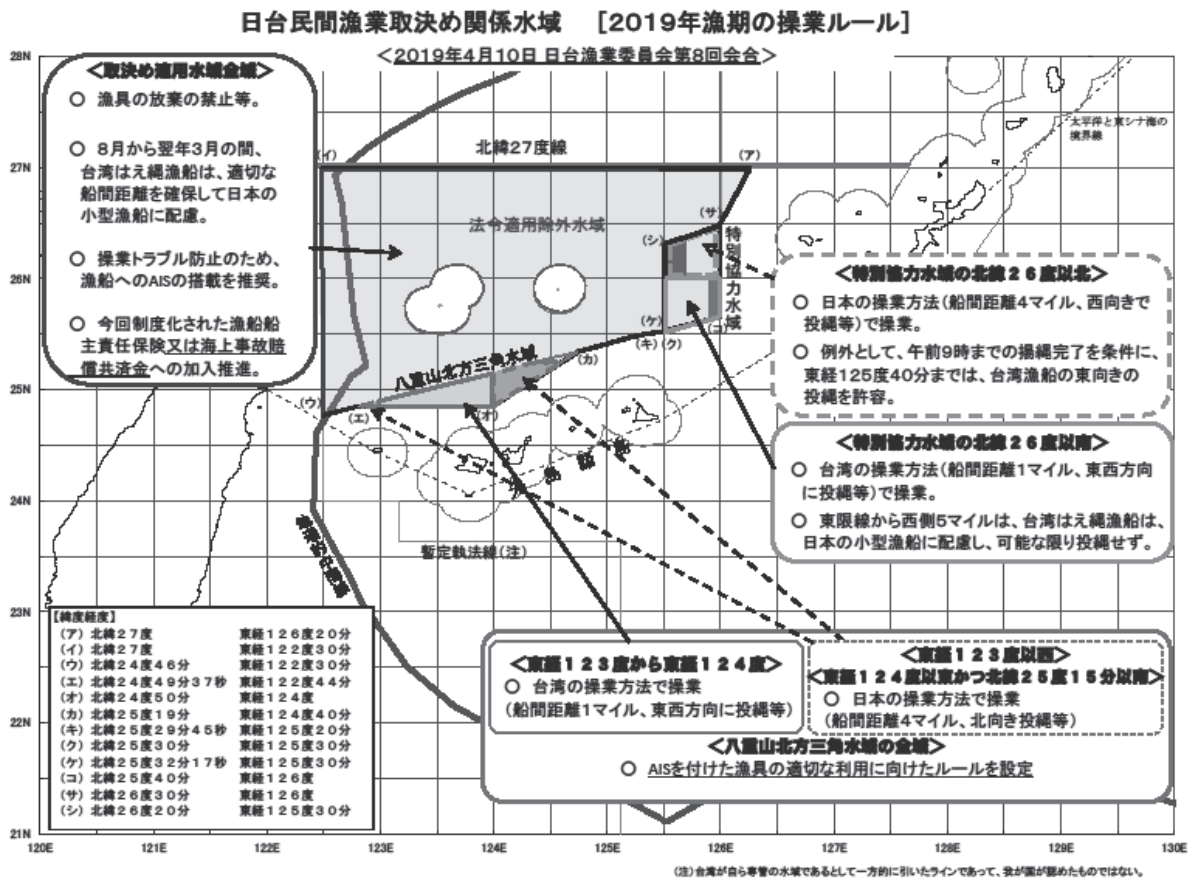 日台民間漁業取決め関係水域　［2019年漁期の操業ルール］
＜2019年4月10日 日台漁業委員会第8回会合＞
28N
27N
26N
25N
24N
23N
22N
21N
120E
121E
122E
123E
124E
125E
126E
127E
128E
129E
130E
＜取決め適用水域全域＞
○ 漁具の放棄の禁止等。
○ 8月から翌年3月の間、
台湾はえ縄漁船は、適切な
船間距離を確保して日本の
小型漁船に配慮。
○ 操業トラブル防止のため、
漁船へのAISの搭載を推奨。
○ 今回制度化された漁船船
主責任保険又は海上事故賠
償共済金への加入推進。
北緯27度線
(イ)
(ア)
太平洋と東シナ海の
境界線
法令適用除外水域
(サ)
(シ)
特別協力水域
(ケ)
(コ)
(キ)(ク)
(カ)
八重山北方三角水域
(ウ)
(エ)
(オ)
暫定執法線(注)
＜特別協力水域の北緯２６度以北＞
○ 日本の操業方法(船間距離4マイル、西向きで
投縄等)で操業。
○ 例外として、午前9時までの揚縄完了を条件に、
東経125度40分までは、台湾漁船の東向きの
投縄を許容。
＜特別協力水域の北緯２６度以南＞
○ 台湾の操業方法(船間距離1マイル、東西方向
に投縄等)で操業。
○ 東限線から西側5マイルは、台湾はえ縄漁船は、
日本の小型漁船に配慮し、可能な限り投縄せず。
【緯度経度】
(ア) 北緯２７度　東経１２６度２０分
(イ) 北緯２７度　東経１２２度３０分
(ウ) 北緯２４度４６分　東経１２２度３０分
(エ) 北緯２４度４９分３７秒　東経１２２度４４分
(オ) 北緯２４度５０分　東経１２４度
(カ) 北緯２５度１９分　東経１２４度４０分
(キ) 北緯２５度２９分４５秒　東経１２５度２０分
(ク) 北緯２５度３０分　東経１２５度３０分
(ケ) 北緯２５度３２分１７秒　東経１２５度３０分
(コ) 北緯２５度４０分　東経１２６度
(サ) 北緯２６度３０分　東経１２６度
(シ) 北緯２６度２０分　東経１２５度３０分
＜東経１２３度から東経１２４度＞
○ 台湾の操業方法で操業
(船間距離1マイル、東西方向に投縄等)
＜東経１２３度以西＞
＜東経１２４度以東かつ北緯２５度１５分以南＞
○ 日本の操業方法で操業
(船間距離4マイル、北向き投縄等)
＜八重山北方三角水域の全域＞
○ AISを付けた漁具の適切な利用に向けたルールを設定
(注)台湾が自ら専管の水域であるとして一方的に引いたラインであって、我が国が認めたものではない。